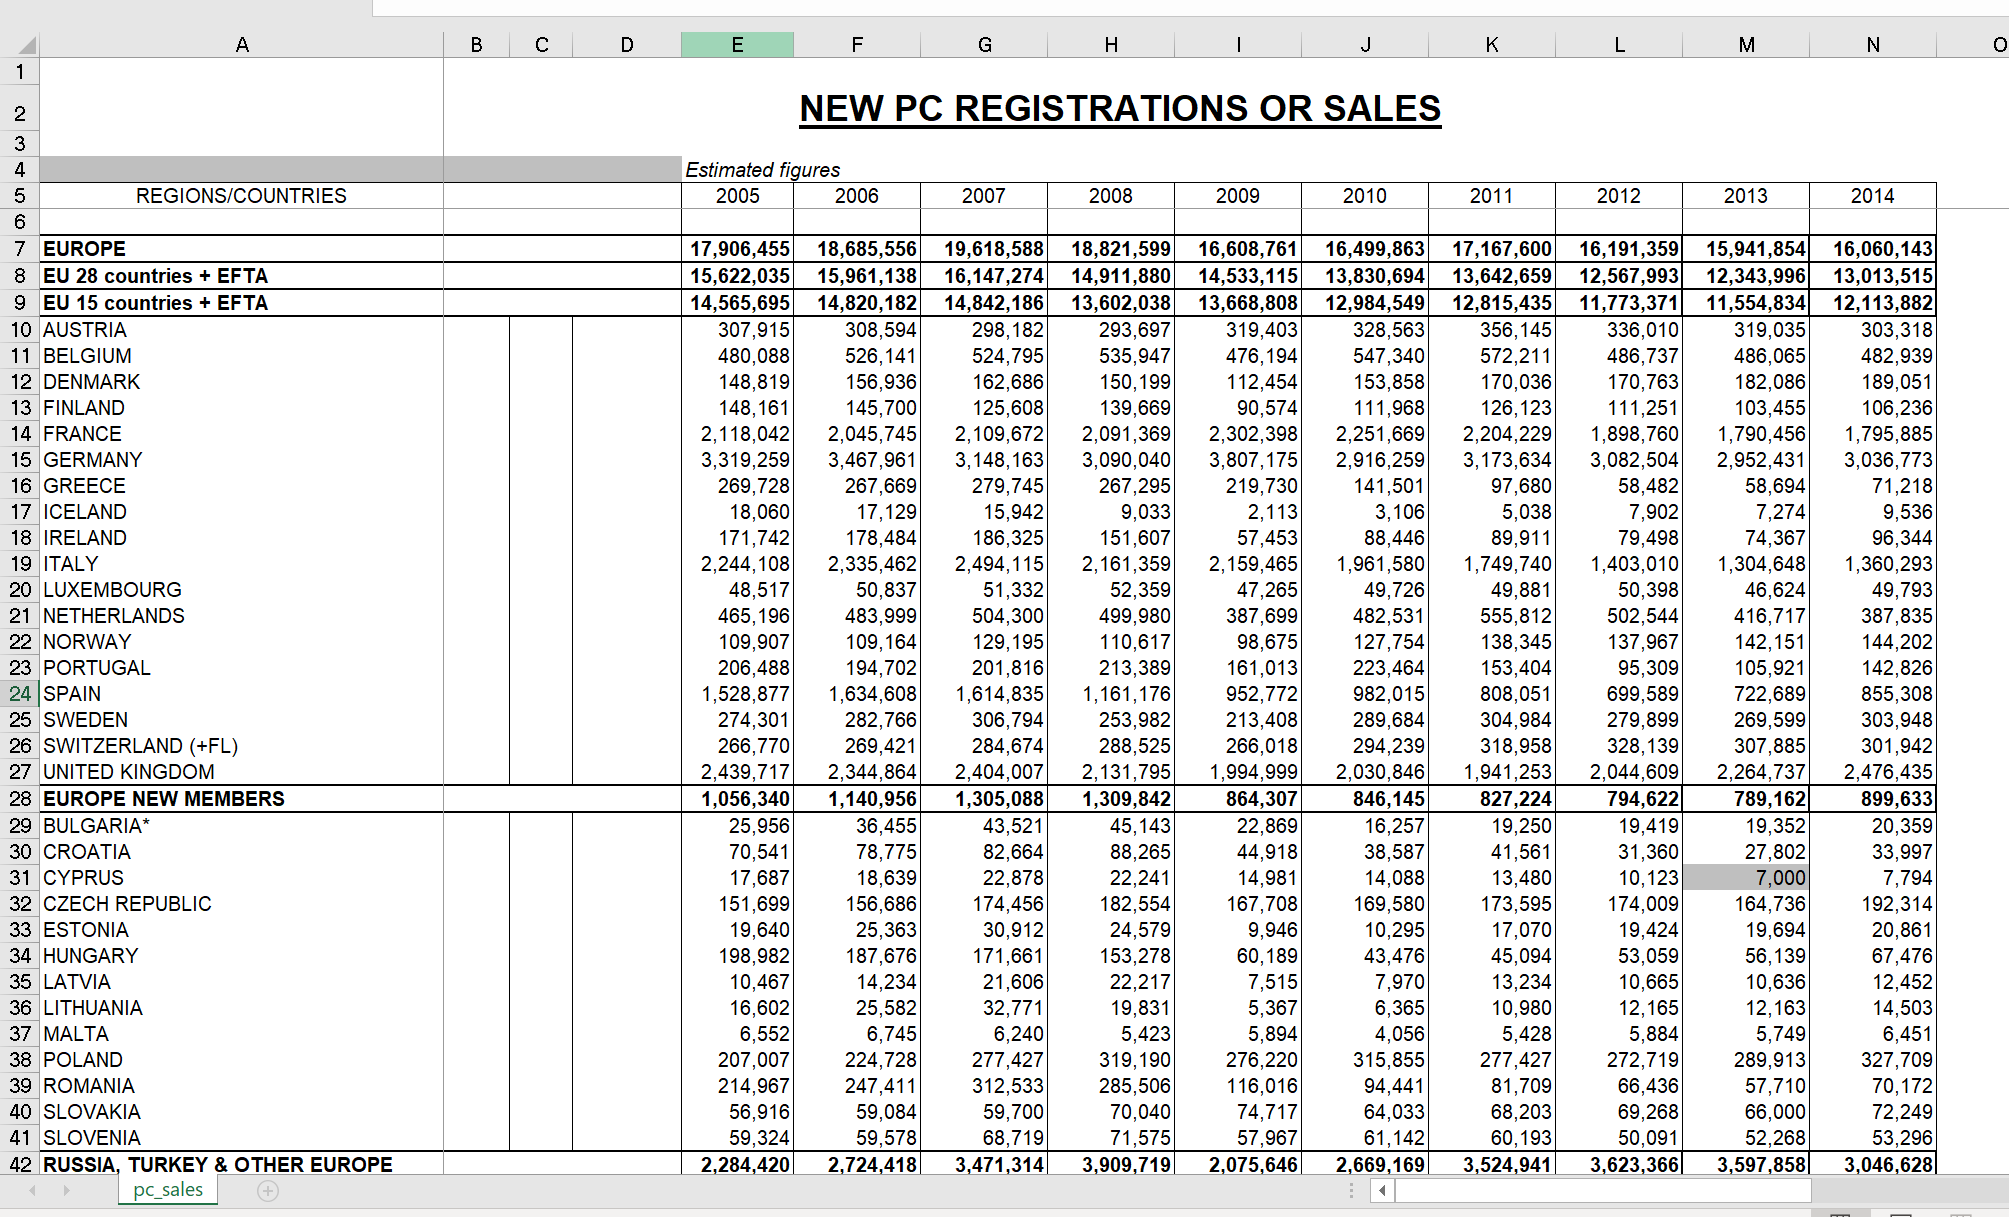 A B C D E F G H I J K L M N O
1
2 NEW PC REGISTRATIONS OR SALES
3
4 Estimated figures
5 REGIONS/COUNTRIES 2005 2006 2007 2008 2009 2010 2011 2012 2013 2014
6
7 EUROPE 17,906,455 18,685,556 19,618,588 18,821,599 16,608,761 16,499,863 17,167,600 16,191,359 15,941,854 16,060,143
8 EU 28 countries + EFTA 15,622,035 15,961,138 16,147,274 14,911,880 14,533,115 13,830,694 13,642,659 12,567,993 12,343,996 13,013,515
9 EU 15 countries + EFTA 14,565,695 14,820,182 14,842,186 13,602,038 13,668,808 12,984,549 12,815,435 11,773,371 11,554,834 12,113,882
10 AUSTRIA 307,915 308,594 298,182 293,697 319,403 328,563 356,145 336,010 319,035 303,318
11 BELGIUM 480,088 526,141 524,795 535,947 476,194 547,340 572,211 486,737 486,065 482,939
12 DENMARK 148,819 156,936 162,686 150,199 112,454 153,858 170,036 170,763 182,086 189,051
13 FINLAND 148,161 145,700 125,608 139,669 90,574 111,968 126,123 111,251 103,455 106,236
14 FRANCE 2,118,042 2,045,745 2,109,672 2,091,369 2,302,398 2,251,669 2,204,229 1,898,760 1,790,456 1,795,885
15 GERMANY 3,319,259 3,467,961 3,148,163 3,090,040 3,807,175 2,916,259 3,173,634 3,082,504 2,952,431 3,036,773
16 GREECE 269,728 267,669 279,745 267,295 219,730 141,501 97,680 58,482 58,694 71,218
17 ICELAND 18,060 17,129 15,942 9,033 2,113 3,106 5,038 7,902 7,274 9,536
18 IRELAND 171,742 178,484 186,325 151,607 57,453 88,446 89,911 79,498 74,367 96,344
19 ITALY 2,244,108 2,335,462 2,494,115 2,161,359 2,159,465 1,961,580 1,749,740 1,403,010 1,304,648 1,360,293
20 LUXEMBOURG 48,517 50,837 51,332 52,359 47,265 49,726 49,881 50,398 46,624 49,793
21 NETHERLANDS 465,196 483,999 504,300 499,980 387,699 482,531 555,812 502,544 416,717 387,835
22 NORWAY 109,907 109,164 129,195 110,617 98,675 127,754 138,345 137,967 142,151 144,202
23 PORTUGAL 206,488 194,702 201,816 213,389 161,013 223,464 153,404 95,309 105,921 142,826
24 SPAIN 1,528,877 1,634,608 1,614,835 1,161,176 952,772 982,015 808,051 699,589 722,689 855,308
25 SWEDEN 274,301 282,766 306,794 253,982 213,408 289,684 304,984 279,899 269,599 303,948
26 SWITZERLAND (+FL) 266,770 269,421 284,674 288,525 266,018 294,239 318,958 328,139 307,885 301,942
27 UNITED KINGDOM 2,439,717 2,344,864 2,404,007 2,131,795 1,994,999 2,030,846 1,941,253 2,044,609 2,264,737 2,476,435
28 EUROPE NEW MEMBERS 1,056,340 1,140,956 1,305,088 1,309,842 864,307 846,145 827,224 794,622 789,162 899,633
29 BULGARIA* 25,956 36,455 43,521 45,143 22,869 16,257 19,250 19,419 19,352 20,359
30 CROATIA 70,541 78,775 82,664 88,265 44,918 38,587 41,561 31,360 27,802 33,997
31 CYPRUS 17,687 18,639 22,878 22,241 14,981 14,088 13,480 10,123 7,000 7,794
32 CZECH REPUBLIC 151,699 156,686 174,456 182,554 167,708 169,580 173,595 174,009 164,736 192,314
33 ESTONIA 19,640 25,363 30,912 24,579 9,946 10,295 17,070 19,424 19,694 20,861
34 HUNGARY 198,982 187,676 171,661 153,278 60,189 43,476 45,094 53,059 56,139 67,476
35 LATVIA 10,467 14,234 21,606 22,217 7,515 7,970 13,234 10,665 10,636 12,452
36 LITHUANIA 16,602 25,582 32,771 19,831 5,367 6,365 10,980 12,165 12,163 14,503
37 MALTA 6,552 6,745 6,240 5,423 5,894 4,056 5,428 5,884 5,749 6,451
38 POLAND 207,007 224,728 277,427 319,190 276,220 315,855 277,427 272,719 289,913 327,709
39 ROMANIA 214,967 247,411 312,533 285,506 116,016 94,441 81,709 66,436 57,710 70,172
40 SLOVAKIA 56,916 59,084 59,700 70,040 74,717 64,033 68,203 69,268 66,000 72,249
41 SLOVENIA 59,324 59,578 68,719 71,575 57,967 61,142 60,193 50,091 52,268 53,296
42 RUSSIA, TURKEY & OTHER EUROPE 2,284,420 2,724,418 3,471,314 3,909,719 2,075,646 2,669,169 3,524,941 3,623,366 3,597,858 3,046,628
pc_sales